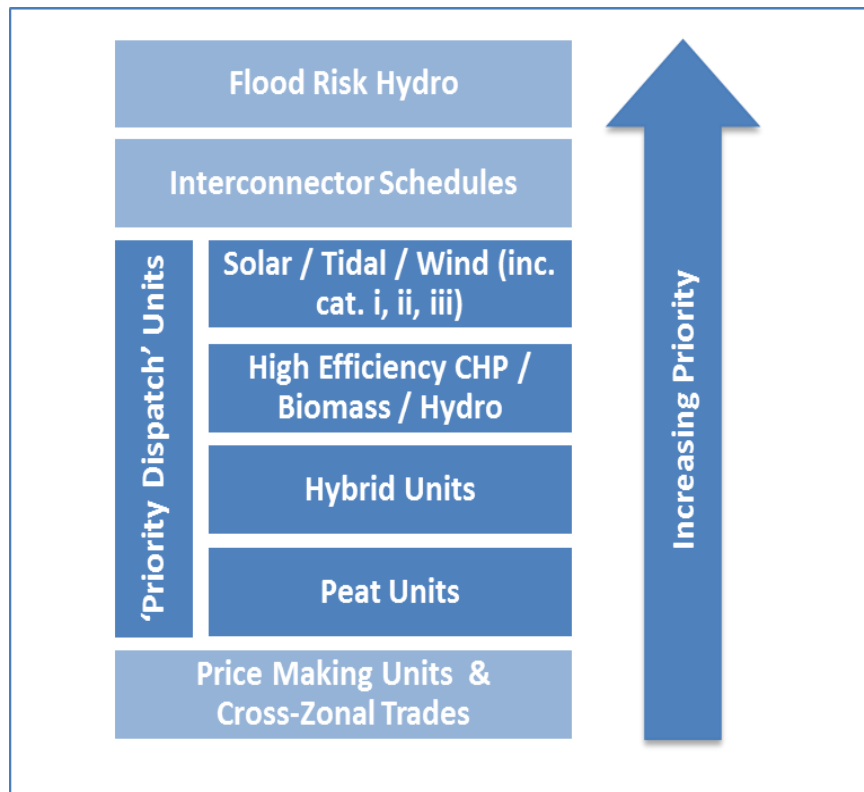 Flood Risk Hydro
Interconnector Schedules
‘Priority Dispatch’ Units
Solar / Tidal / Wind (inc.
cat. i, ii, iii)
High Efficiency CHP /
Biomass / Hydro
Hybrid Units
Peat Units
Price Making Units &
Cross-Zonal Trades
Increasing Priority